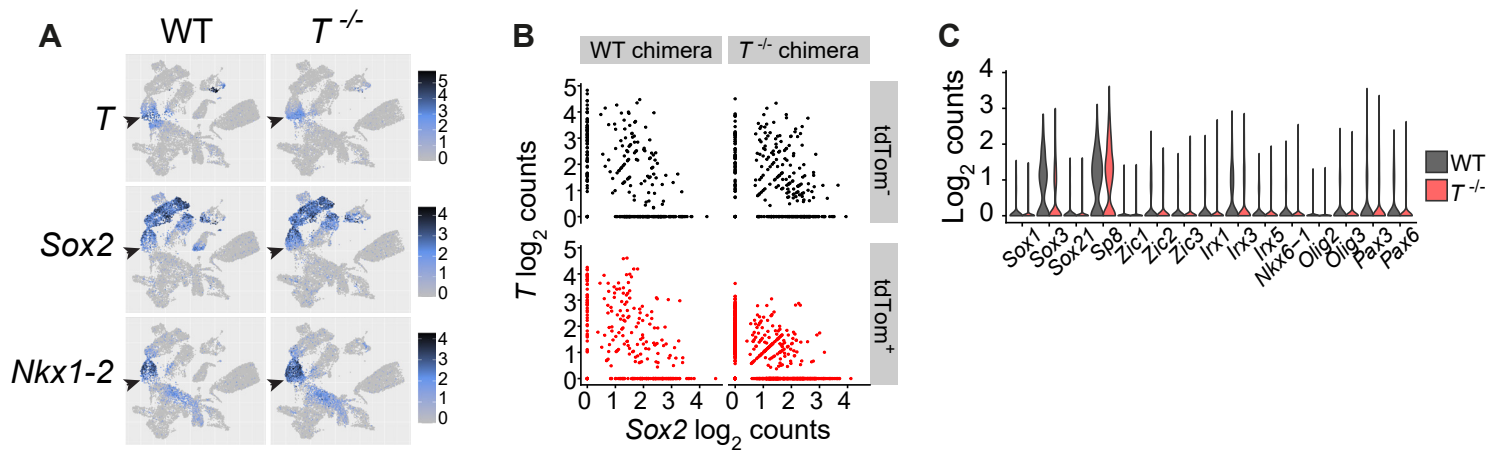 A
WT
T -/-
T
5
4
3
2
1
0
Sox2
4
3
2
1
0
Nkx1-2
4
3
2
1
0
B
WT chimera
T -/- chimera
T log2 counts
5
4
3
2
1
0
5
4
3
2
1
0
tdTom-
tdTom+
0 1 2 3 4
0 1 2 3 4
Sox2 log2 counts
C
Log2 counts
4
3
2
1
0
Sox1
Sox3
Sox21
Sp8
Zic1
Zic2
Zic3
Irx1
Irx3
Irx5
Nkx6−1
Olig2
Olig3
Pax3
Pax6
WT
T -/-